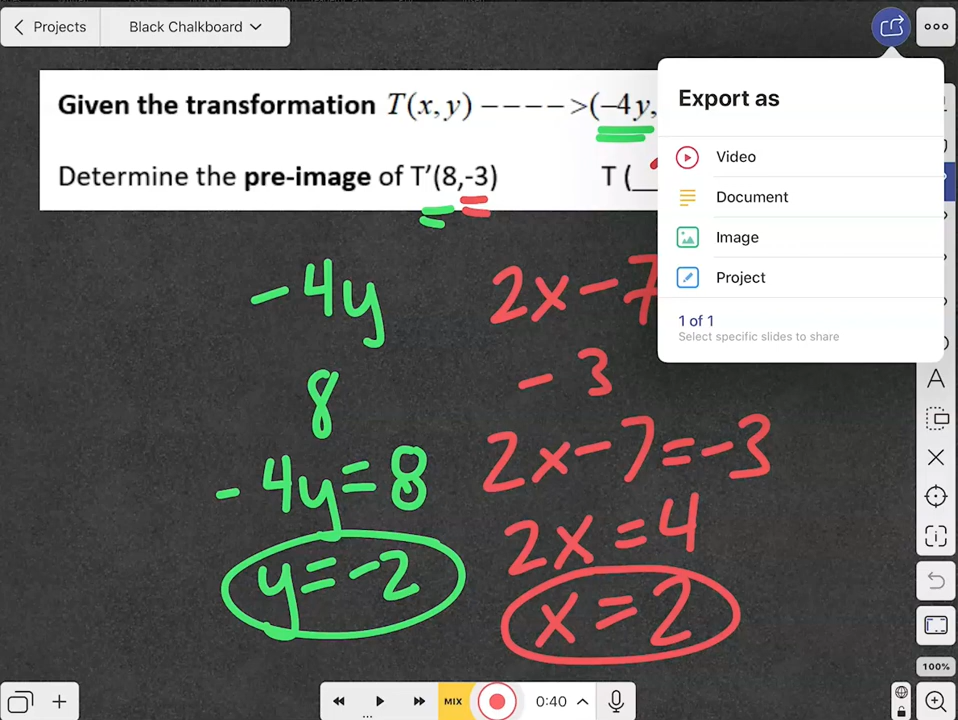 Projects
Black Chalkboard
Export as
Video
Document
Image
Project
1 of 1
Select specific slides to share
Given the transformation T(x, y) ---->(–4y,
Determine the pre-image of T′(8,-3) T (__
-4y
8
-4y=8
y=-2
2x-7
-3
2x-7=-3
2x=4
x=2
A
100%
MIX
0:40